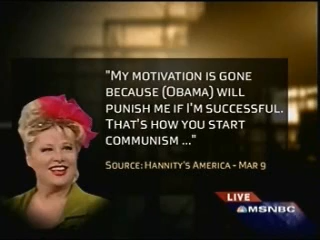 "MY MOTIVATION IS GONE
BECAUSE (OBAMA) WILL
PUNISH ME IF I'M SUCCESSFUL.
THAT'S HOW YOU START
COMMUNISM ..."
SOURCE: HANNITY'S AMERICA - MAR 9
LIVE
MSNBC